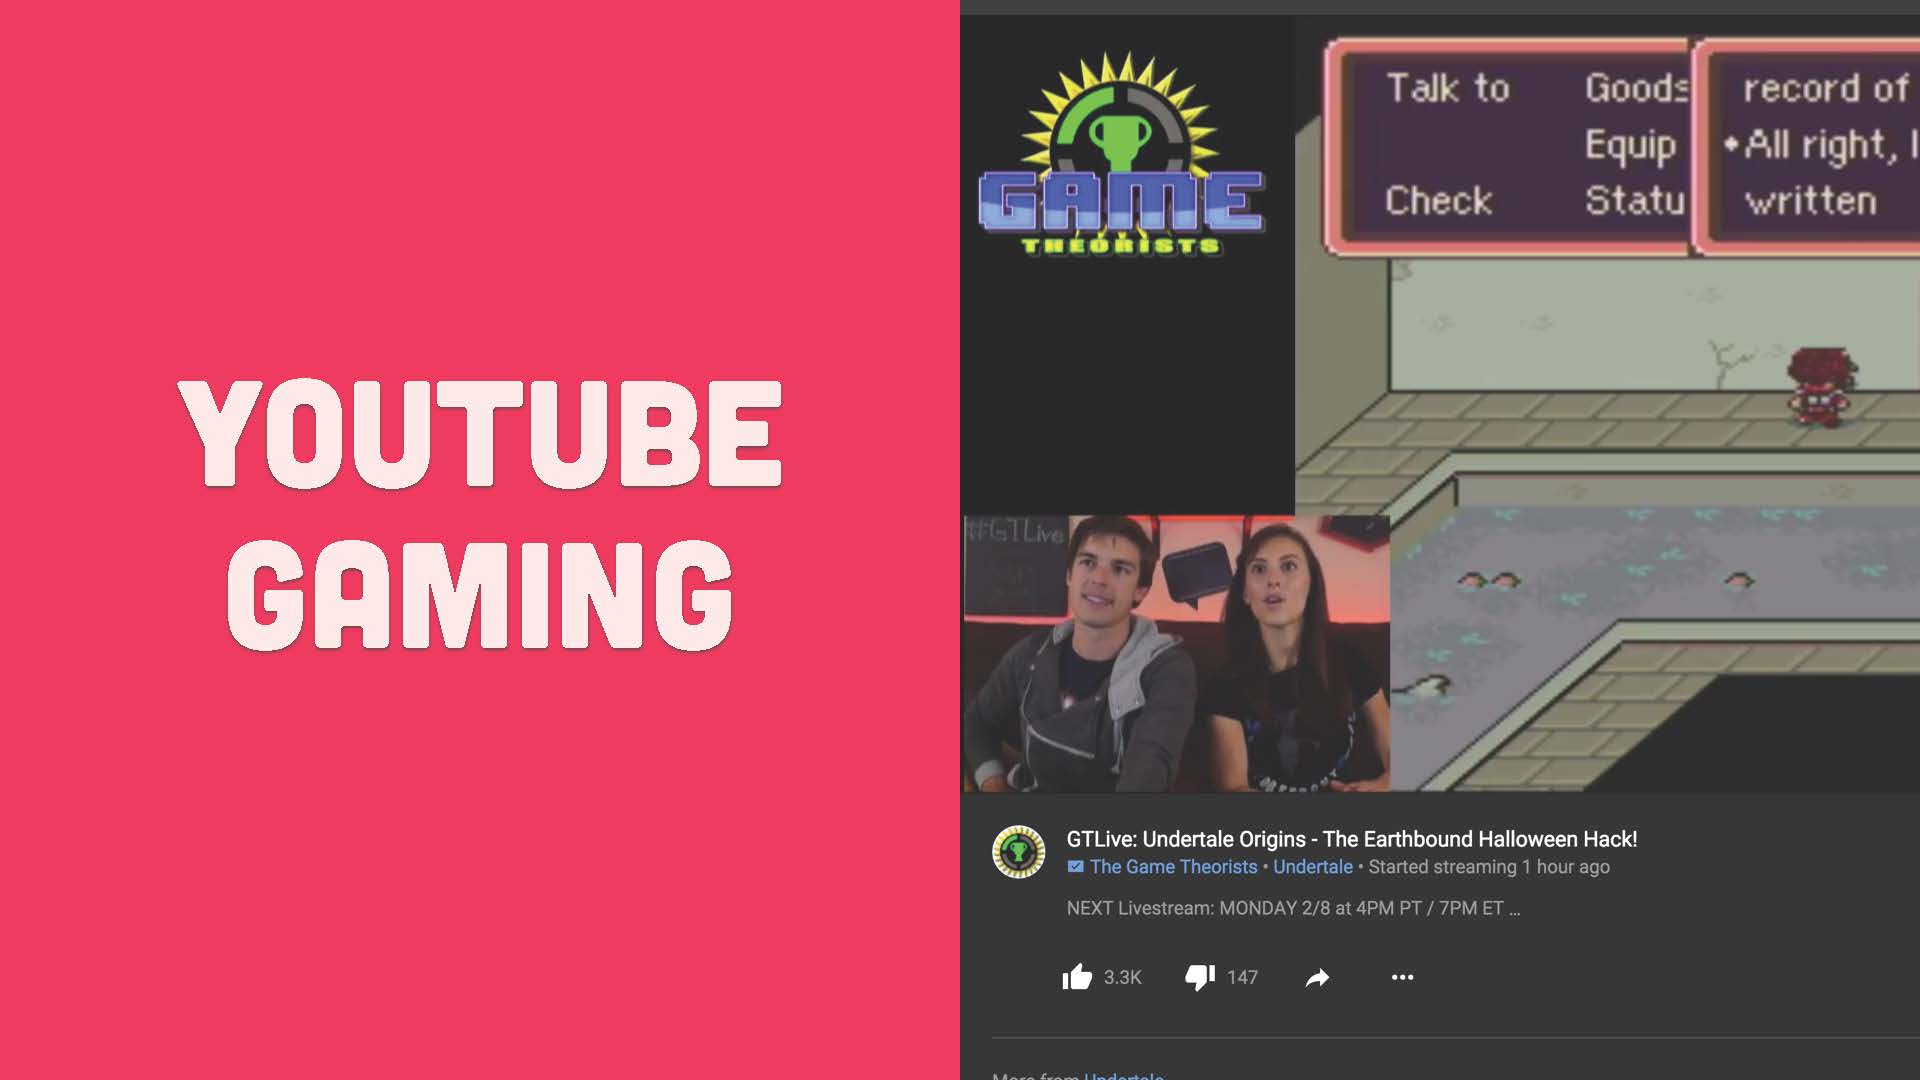 YOUTUBE
GAMING
GAME
THEORISTS
Talk to Goods
Equip
Check Statu
record of
•All right, I
written
#GTLive
GTLive: Undertale Origins - The Earthbound Halloween Hack!
The Game Theorists • Undertale • Started streaming 1 hour ago
NEXT Livestream: MONDAY 2/8 at 4PM PT / 7PM ET ...
3.3K 147
More from Undertale